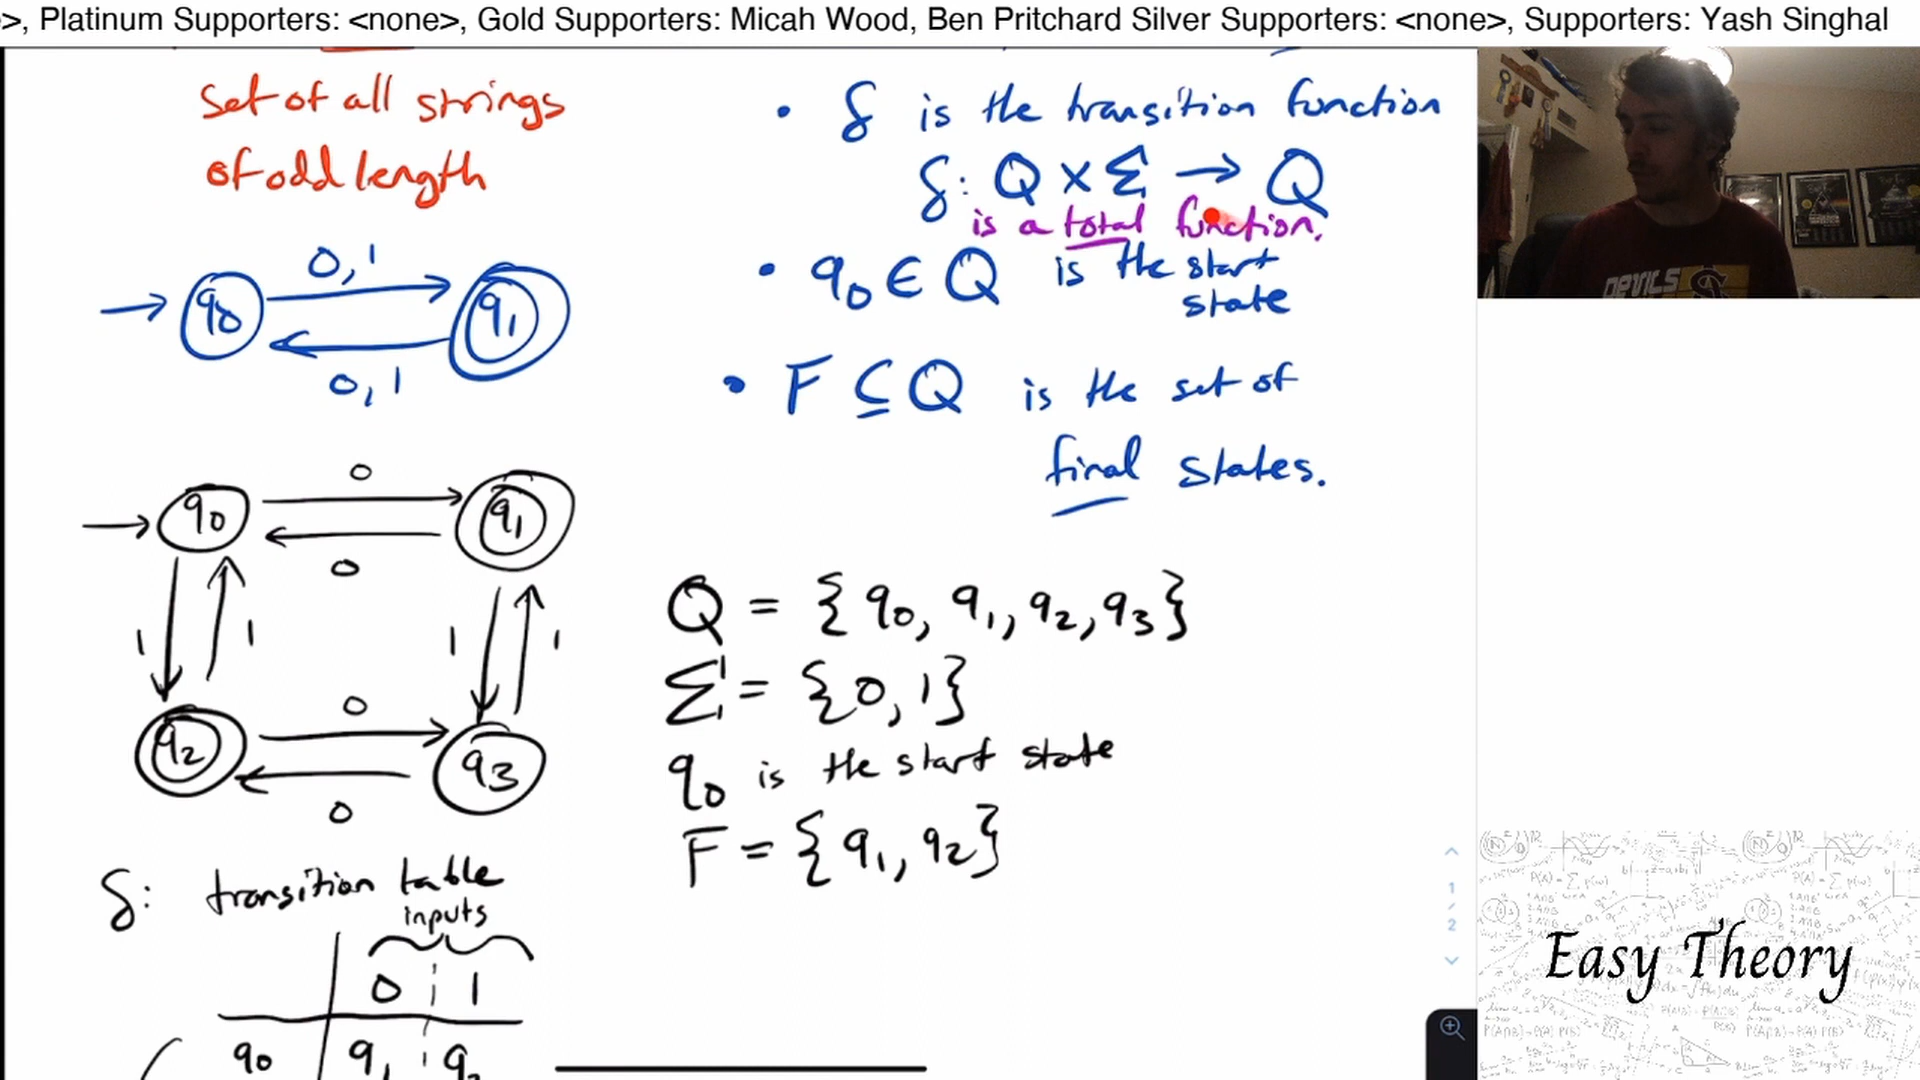 >, Platinum Supporters: <none>, Gold Supporters: Micah Wood, Ben Pritchard Silver Supporters: <none>, Supporters: Yash Singhal
set of all strings
of odd length
• δ is the transition function
δ: Q × Σ → Q
is a total function.
• q0 ∈ Q is the start
state
• F ⊆ Q is the set of
final states.
0,1
q0 q1
0,1
0
q0 q1
0
1 1 1 1
0
q2 q3
0
Q = {q0, q1, q2, q3}
Σ = {0,1}
q0 is the start state
F = {q1, q2}
δ: transition table
inputs
0 1
q0 q1 q2
1
2
DEVILS
Easy Theory